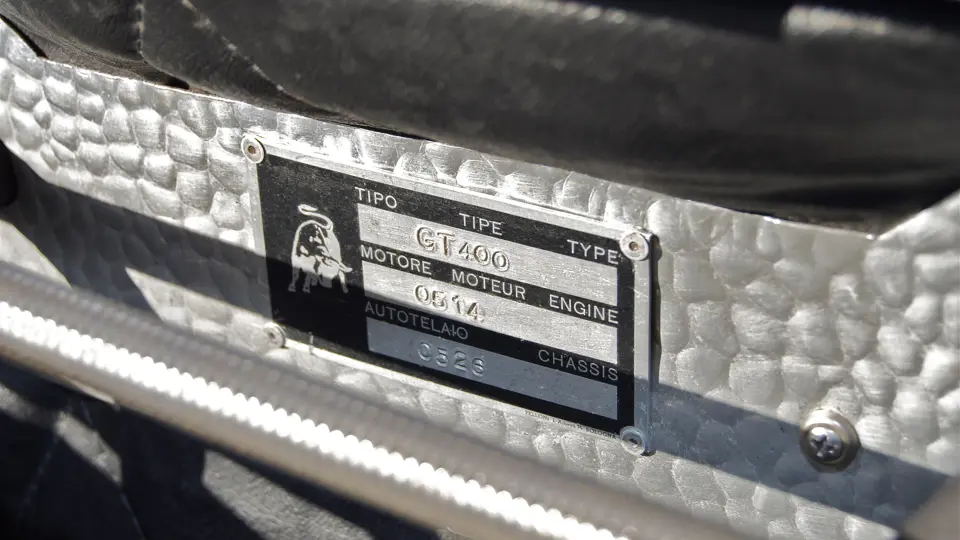 TIPO TIPE TYPE
GT400
MOTORE MOTEUR ENGINE
0514
AUTOTELAIO CHASSIS
0526